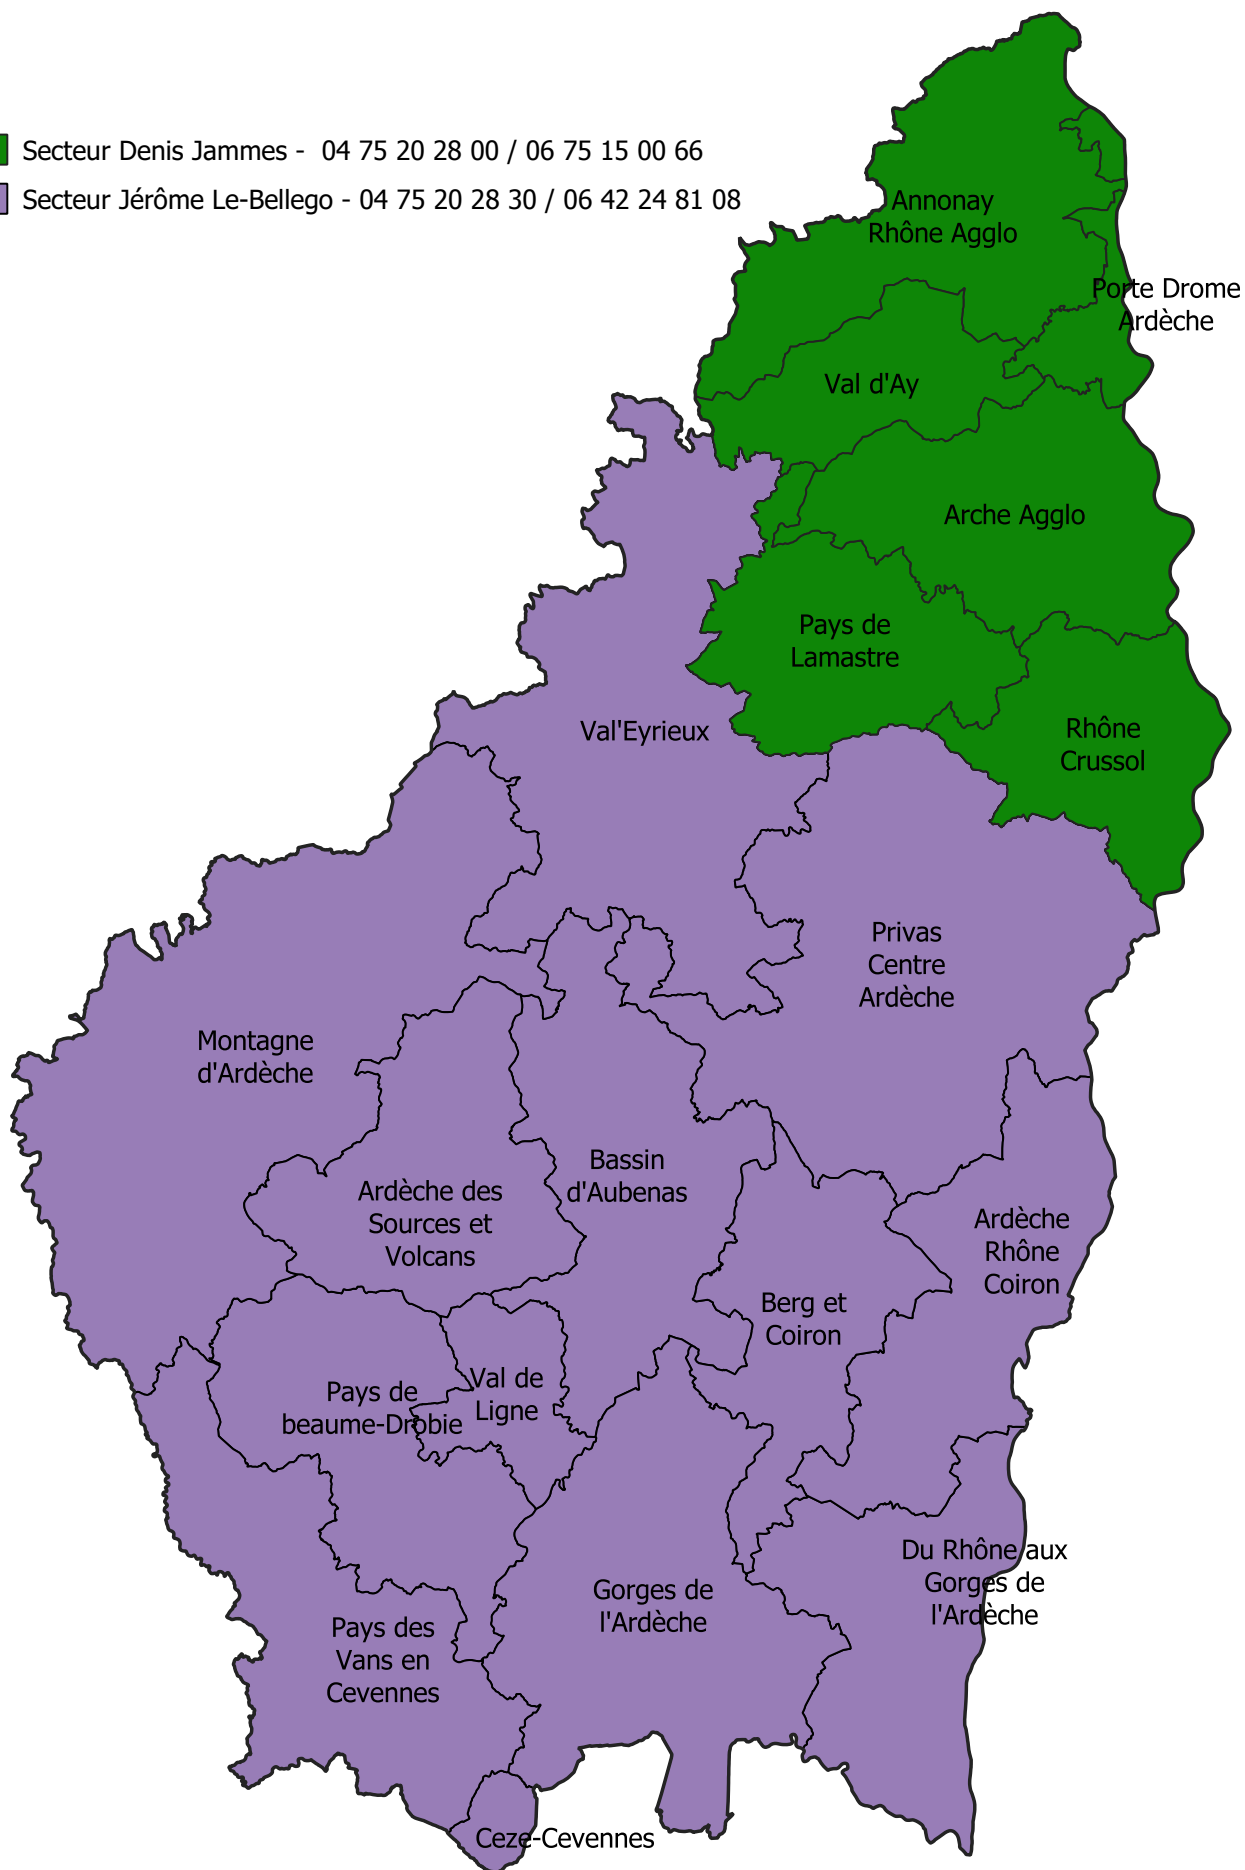 Secteur Denis Jammes - 04 75 20 28 00 / 06 75 15 00 66
Secteur Jérôme Le-Bellego - 04 75 20 28 30 / 06 42 24 81 08
Annonay
Rhône Agglo
Porte Drome
Ardèche
Val d'Ay
Arche Agglo
Pays de
Lamastre
Val'Eyrieux
Rhône
Crussol
Privas
Centre
Ardèche
Montagne
d'Ardèche
Bassin
d'Aubenas
Ardèche des
Sources et
Volcans
Ardèche
Rhône
Coiron
Berg et
Coiron
Val de
Ligne
Pays de
beaume-Drobie
Du Rhône aux
Gorges de
l'Ardèche
Gorges de
l'Ardèche
Pays des
Vans en
Cevennes
Ceze-Cevennes